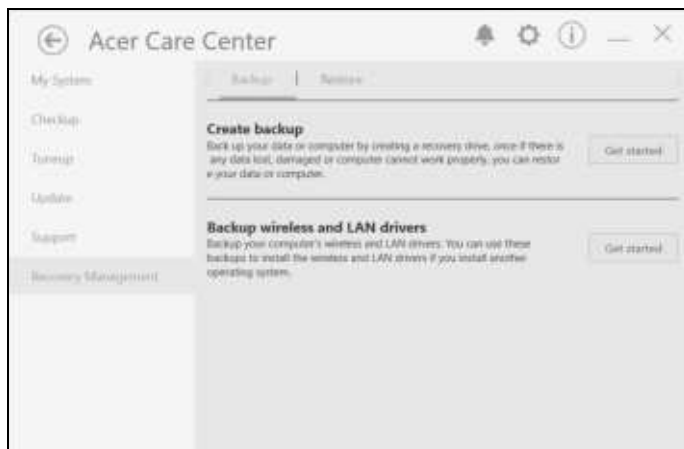 Acer Care Center
My System
Checkup
Tuneup
Update
Support
Recovery Management
Backup | Restore
Create backup
Back up your data or computer by creating a recovery drive, once if there is
any data lost, damaged or computer cannot work properly, you can restor
e your data or computer.
Get started
Backup wireless and LAN drivers
Backup your computer's wireless and LAN drivers. You can use these
backups to install the wireless and LAN drivers if you install another
operating system.
Get started